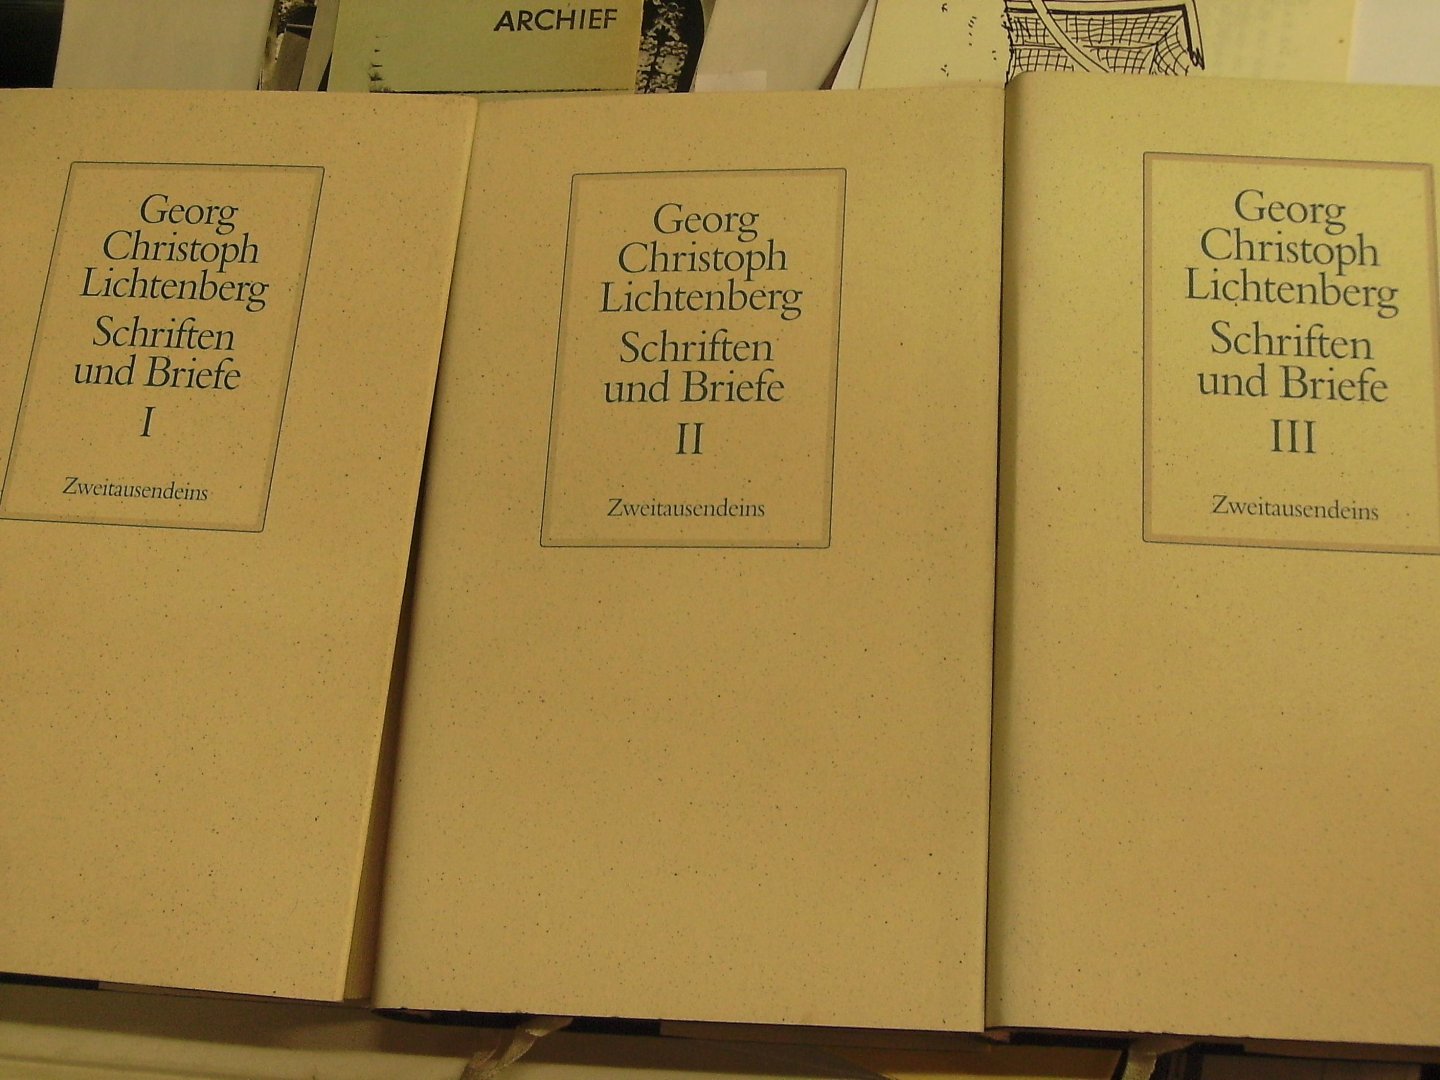 ARCHIEF
Georg
Christoph
Lichtenberg
Schriften
und Briefe
I
Zweitausendeins
Georg
Christoph
Lichtenberg
Schriften
und Briefe
II
Zweitausendeins
Georg
Christoph
Lichtenberg
Schriften
und Briefe
III
Zweitausendeins